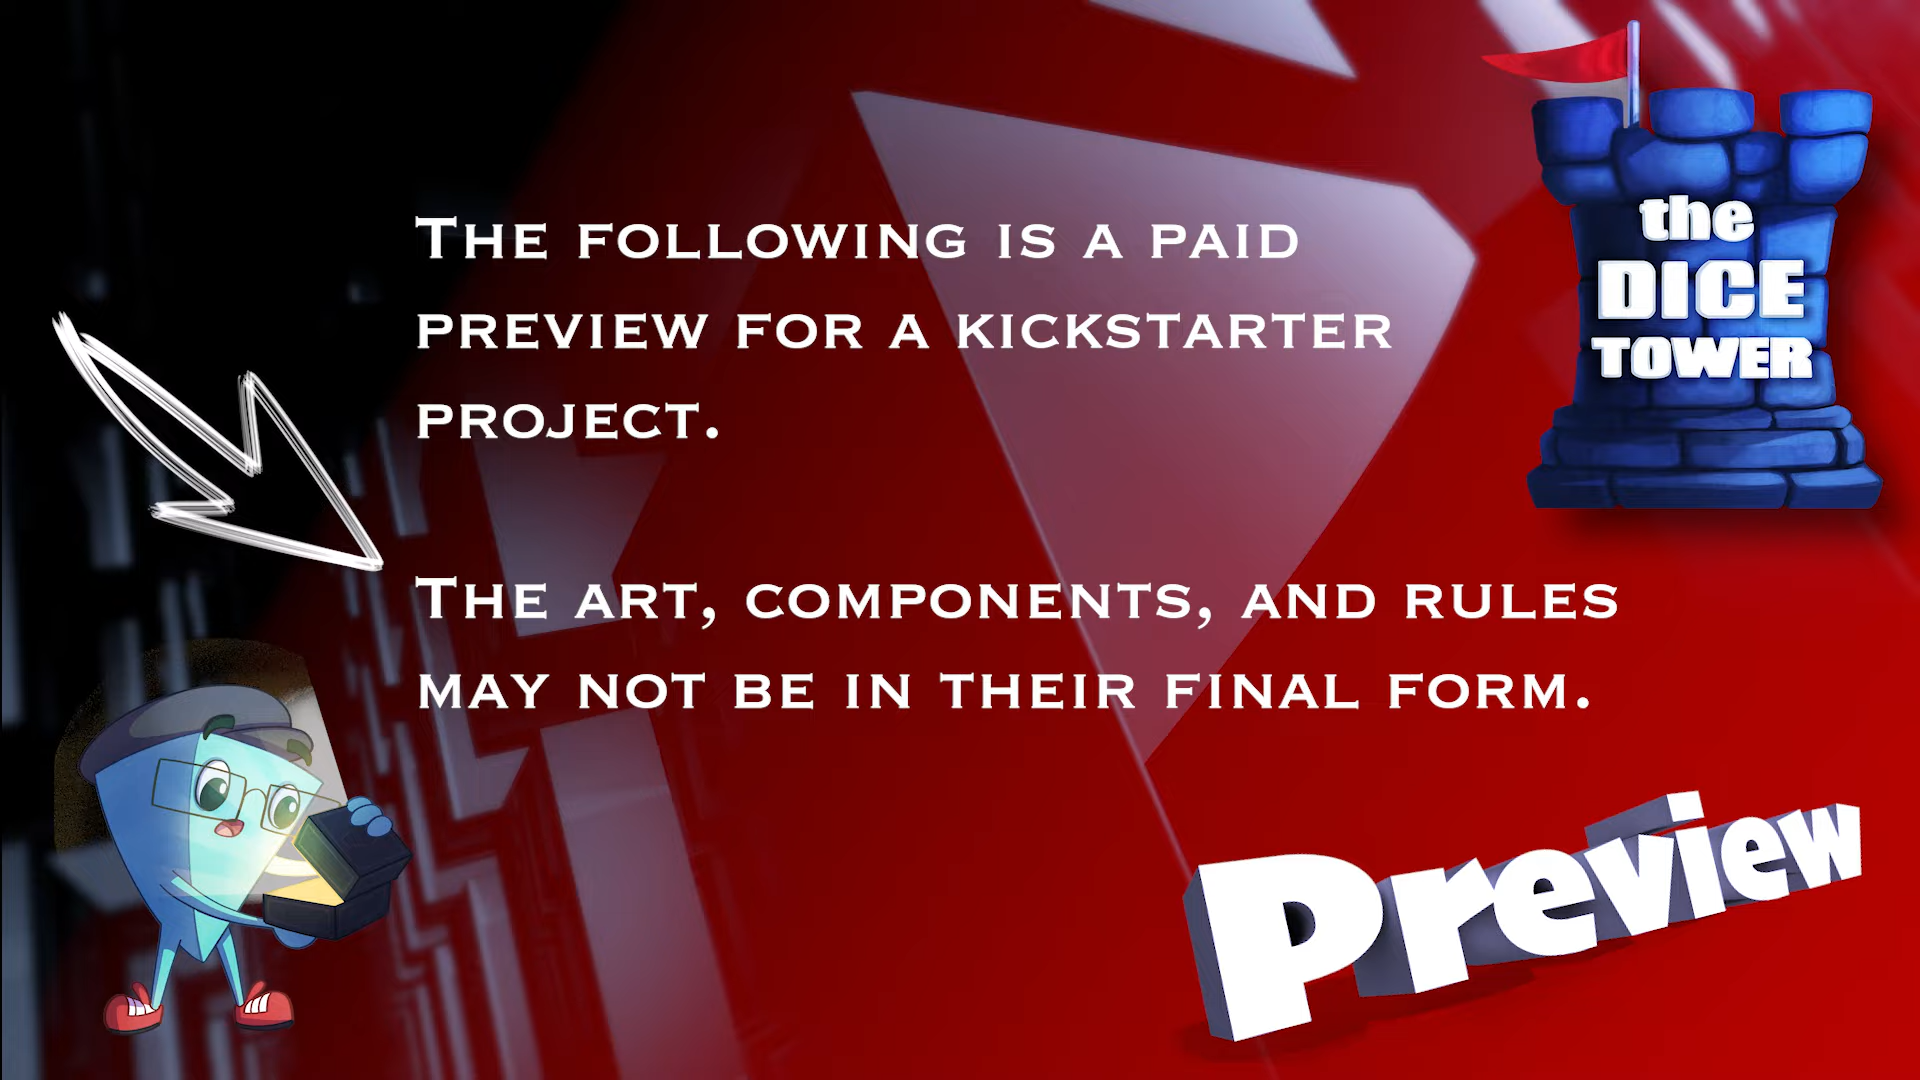 The following is a paid
preview for a kickstarter
project.
The art, components, and rules
may not be in their final form.
the
DICE
TOWER
Preview